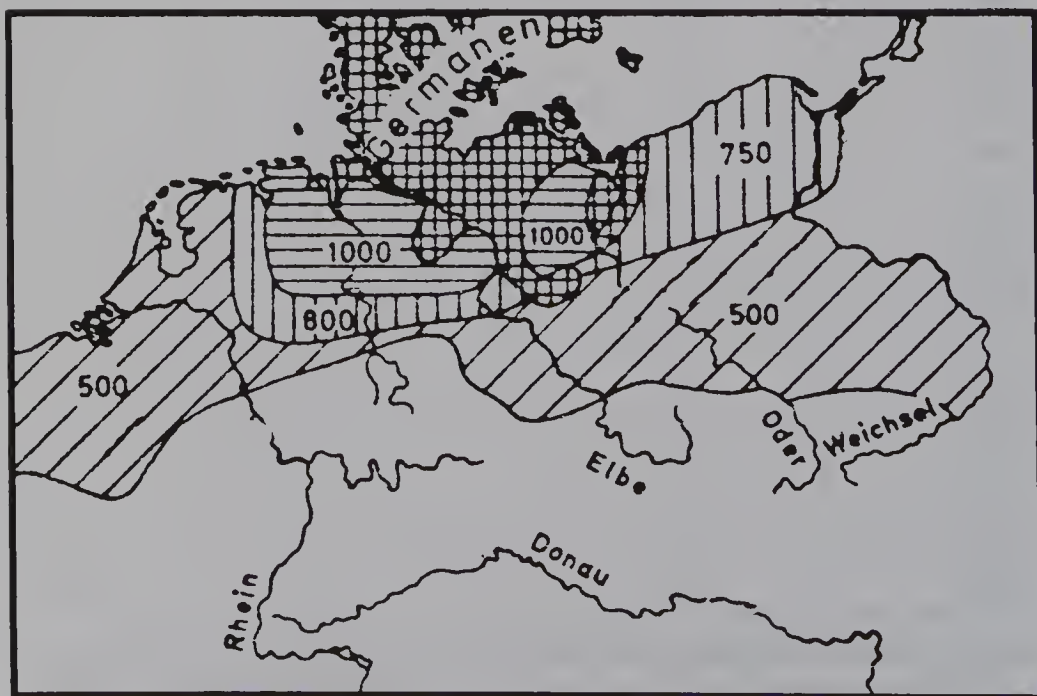 Germanen
750
1000
1000
800
500
500
Oder
Weichsel
Elbe
Donau
Rhein